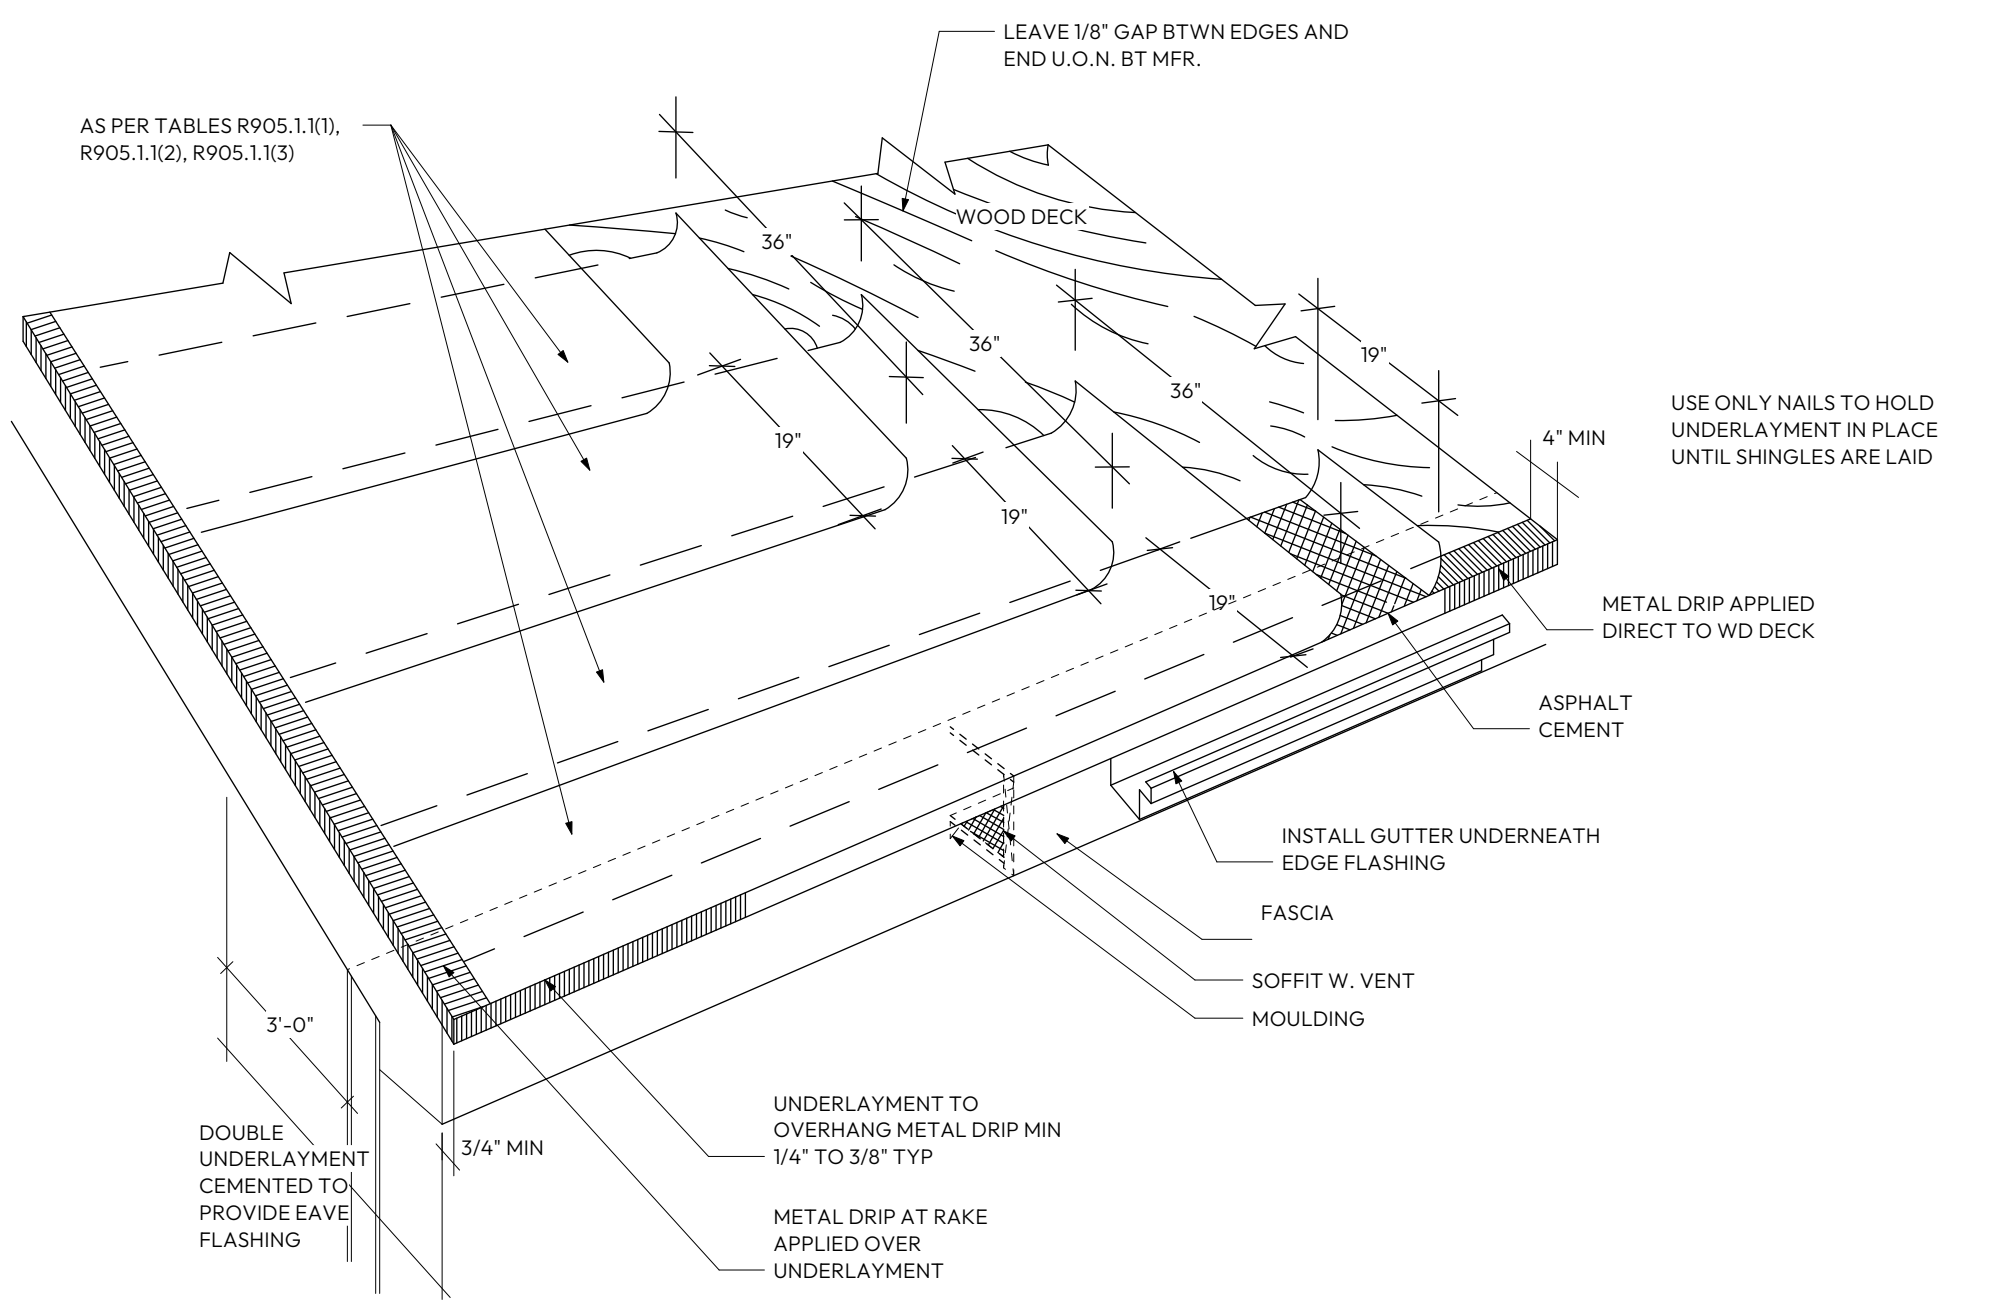 LEAVE 1/8" GAP BTWN EDGES AND
END U.O.N. BT MFR.
AS PER TABLES R905.1.1(1),
R905.1.1(2), R905.1.1(3)
WOOD DECK
36"
36"
36"
19"
19"
19"
19"
4" MIN
USE ONLY NAILS TO HOLD
UNDERLAYMENT IN PLACE
UNTIL SHINGLES ARE LAID
METAL DRIP APPLIED
DIRECT TO WD DECK
ASPHALT
CEMENT
INSTALL GUTTER UNDERNEATH
EDGE FLASHING
FASCIA
SOFFIT W. VENT
MOULDING
3'-0"
DOUBLE
UNDERLAYMENT
CEMENTED TO
PROVIDE EAVE
FLASHING
3/4" MIN
UNDERLAYMENT TO
OVERHANG METAL DRIP MIN
1/4" TO 3/8" TYP
METAL DRIP AT RAKE
APPLIED OVER
UNDERLAYMENT